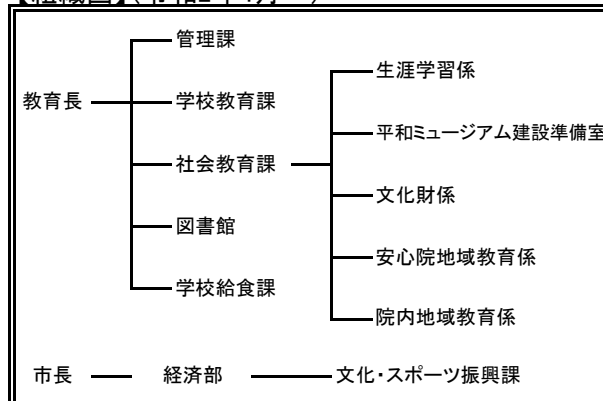 管理課
生涯学習係
教育長
学校教育課
平和ミュージアム建設準備室
社会教育課
文化財係
図書館
安心院地域教育係
学校給食課
院内地域教育係
市長 経済部 文化・スポーツ振興課